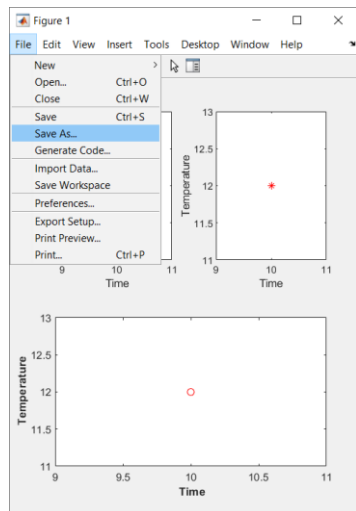 Figure 1
File Edit View Insert Tools Desktop Window Help
New
Open... Ctrl+O
Close Ctrl+W
Save Ctrl+S
Save As...
Generate Code...
Import Data...
Save Workspace
Preferences...
Export Setup...
Print Preview...
Print... Ctrl+P
9 10 11
Time
13
12.5
12
11.5
11
Temperature
9 10 11
Time
13
12.5
12
11.5
11
Temperature
9 9.5 10 10.5 11
Time